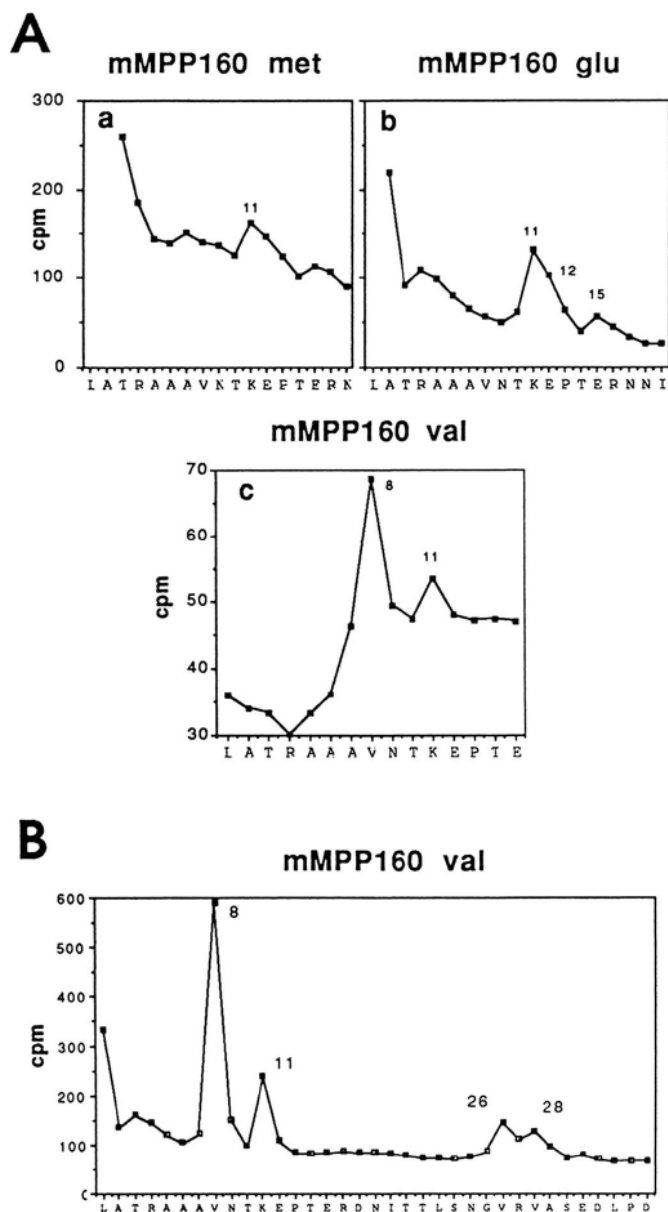 A
mMPP160 met
mMPP160 glu
300
200
100
0
cpm
a
11
L A T R A A A V N T K E P T E R N
b
11
12
15
L A T R A A A V N T K E P T E R N N I
mMPP160 val
70
60
50
40
30
cpm
c
8
11
L A T R A A A V N T K E P T E
B
mMPP160 val
600
500
400
300
200
100
0
cpm
8
11
26
28
L A T R A A A V N T K E P T E R D N I T T L S N G V R V A S E D L P D